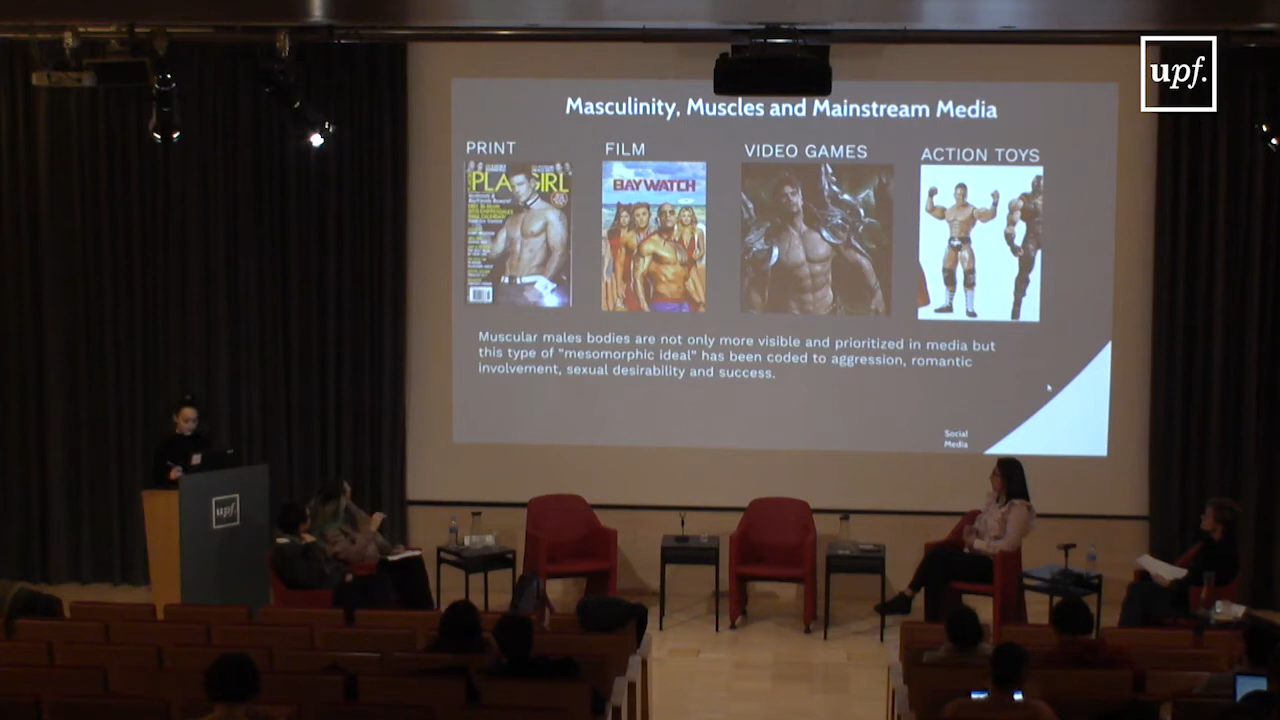 upf.
Masculinity, Muscles and Mainstream Media
PRINT
FILM
VIDEO GAMES
ACTION TOYS
PLAYGIRL
BAYWATCH
Muscular males bodies are not only more visible and prioritized in media but
this type of "mesomorphic ideal" has been coded to aggression, romantic
involvement, sexual desirability and success.
Social
Media
upf.